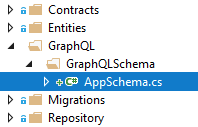 Contracts
Entities
GraphQL
GraphQLSchema
AppSchema.cs
Migrations
Repository